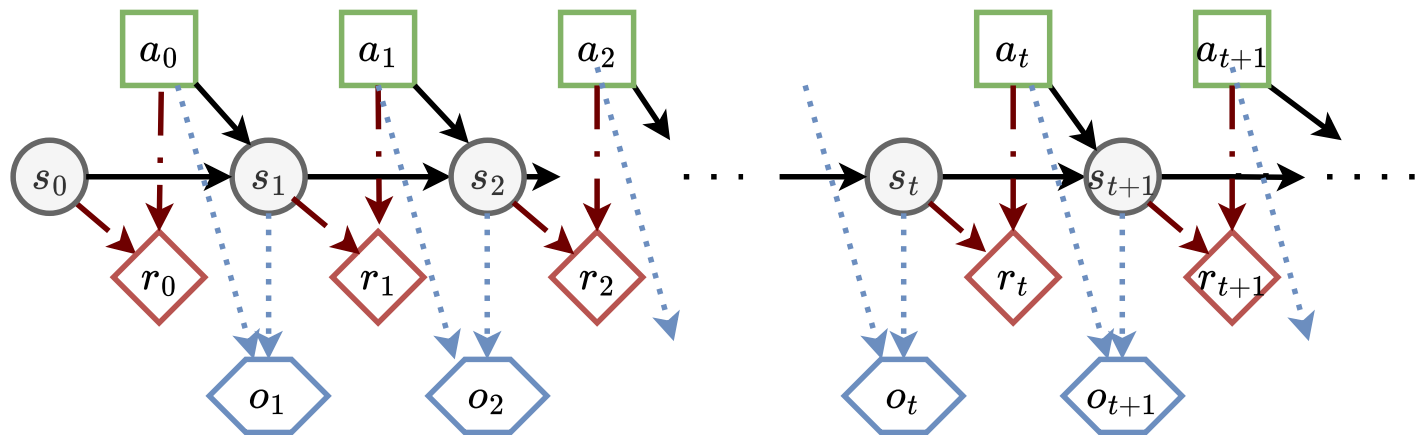 a₀ a₁ a₂ aₜ aₜ₊₁
s₀ s₁ s₂ sₜ sₜ₊₁
r₀ r₁ r₂ rₜ rₜ₊₁
o₁ o₂ oₜ oₜ₊₁